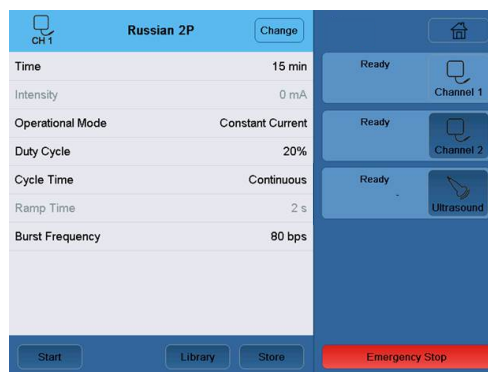 CH 1
Russian 2P
Change
Time 15 min
Intensity 0 mA
Operational Mode Constant Current
Duty Cycle 20%
Cycle Time Continuous
Ramp Time 2 s
Burst Frequency 80 bps
Start
Library
Store
Ready
Channel 1
Ready
Channel 2
Ready
Ultrasound
Emergency Stop